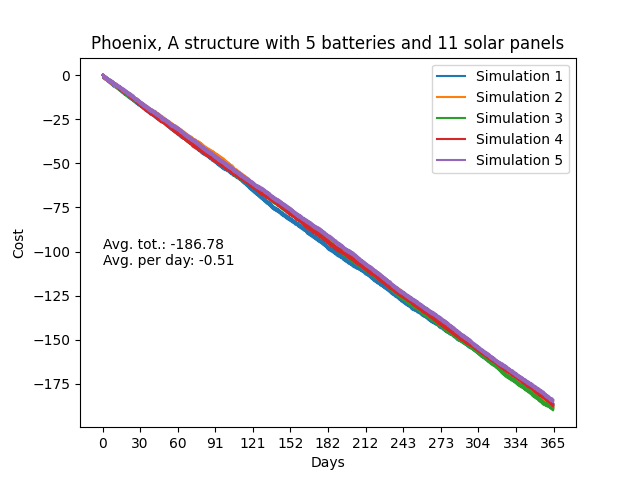 Phoenix, A structure with 5 batteries and 11 solar panels
Simulation 1
Simulation 2
Simulation 3
Simulation 4
Simulation 5
0
−25
−50
−75
−100
−125
−150
−175
Cost
Avg. tot.: -186.78
Avg. per day: -0.51
0 30 60 91 121 152 182 212 243 273 304 334 365
Days